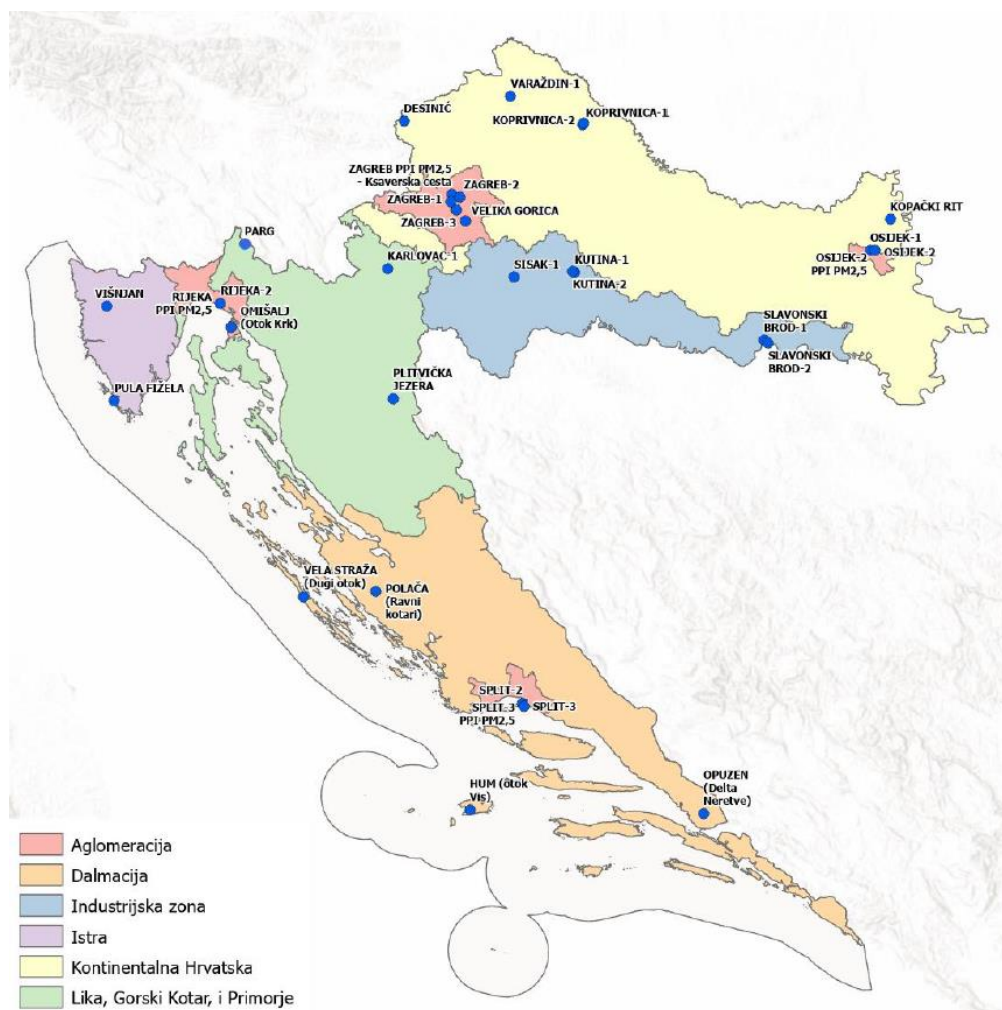 VARAŽDIN-1
DESINIĆ
KOPRIVNICA-1
KOPRIVNICA-2
ZAGREB PPI PM2,5
- Ksaverska cesta
ZAGREB-2
ZAGREB-1
VELIKA GORICA
ZAGREB-3
KOPAČKI RIT
OSIJEK-1
OSIJEK-2
OSIJEK-2
PPI PM2,5
PARG
KARLOVAC-1
SISAK-1
KUTINA-1
KUTINA-2
VIŠNJAN
RIJEKA
PPI PM2,5
RIJEKA-2
OMIŠALJ
(Otok Krk)
SLAVONSKI
BROD-1
SLAVONSKI
BROD-2
PULA FIZELA
PLITVIČKA
JEZERA
VELA STRAŽA
(Dugi otok)
POLAČA
(Ravni
kotari)
SPLIT-2
SPLIT-3
PPI PM2,5
SPLIT-3
HUM (otok
Vis)
OPUZEN
(Delta
Neretve)
Aglomeracija
Dalmacija
Industrijska zona
Istra
Kontinentalna Hrvatska
Lika, Gorski Kotar, i Primorje